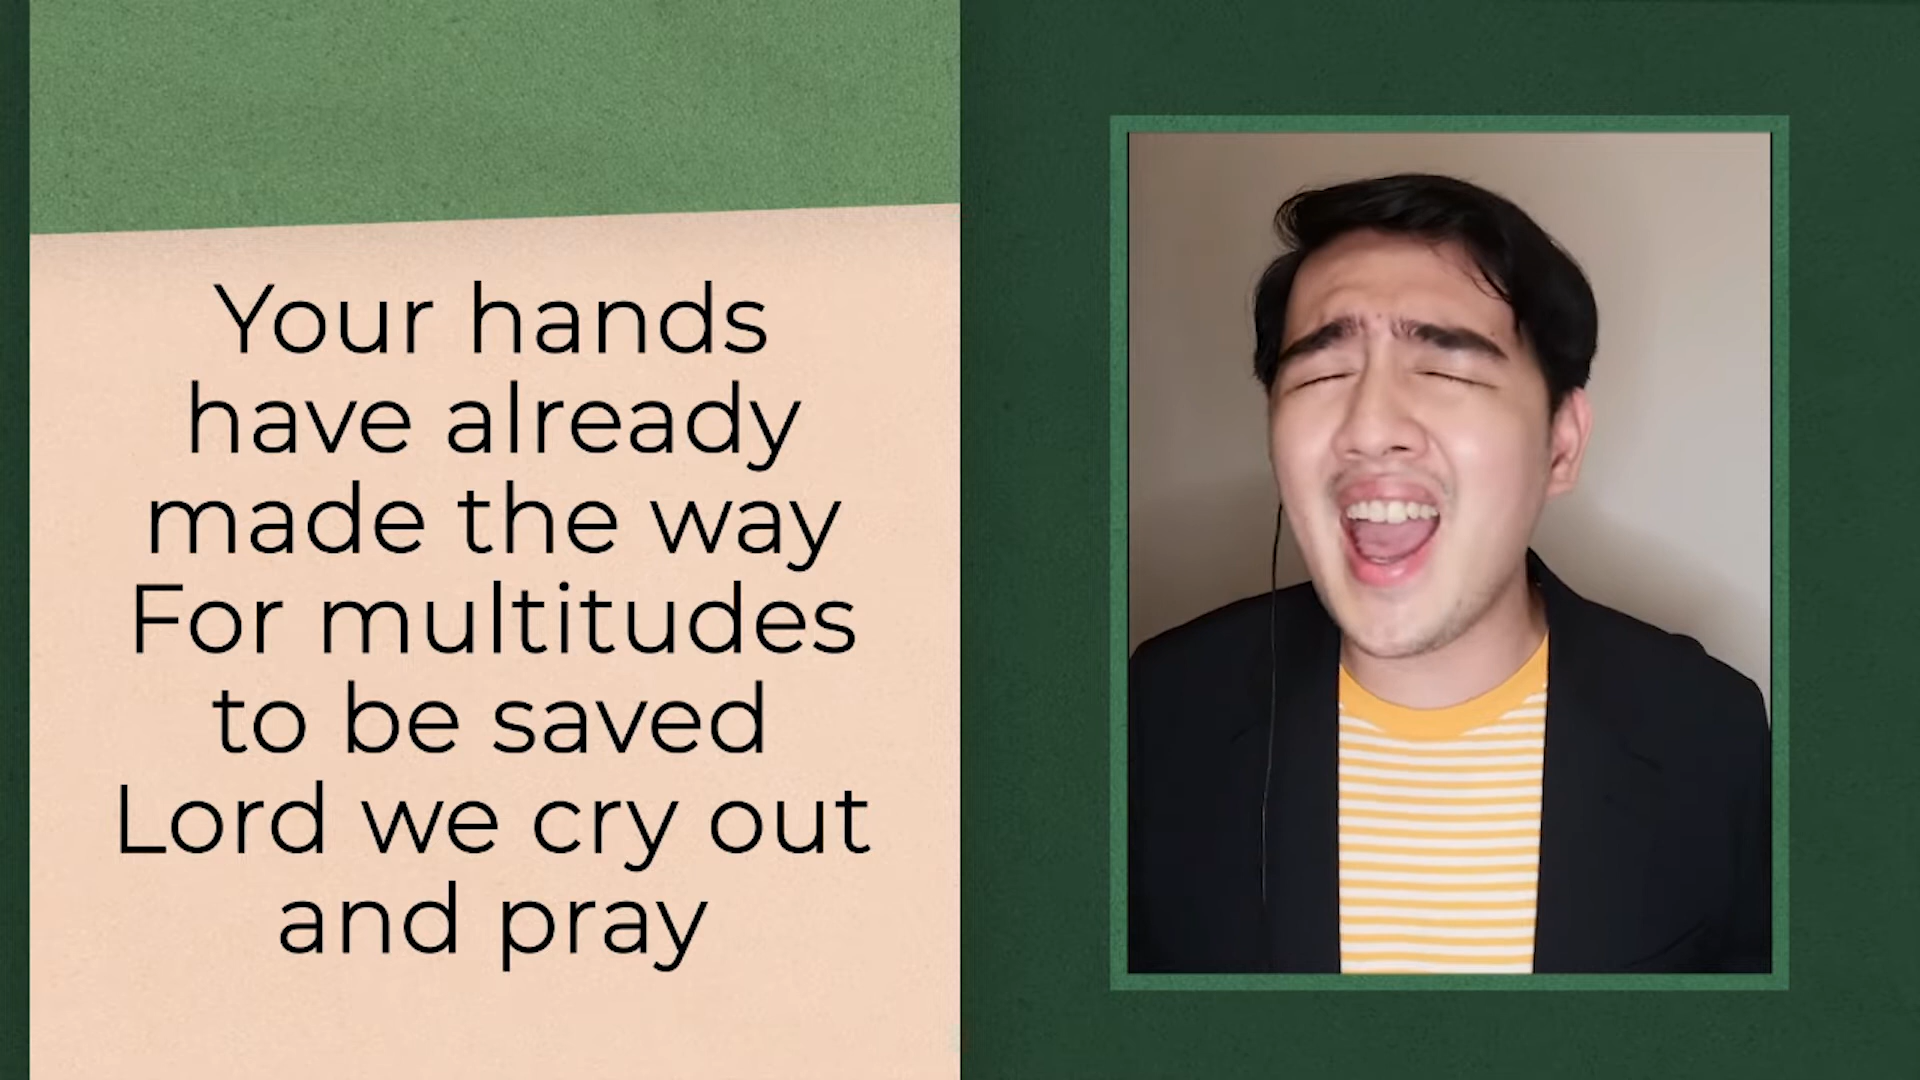 Your hands
have already
made the way
For multitudes
to be saved
Lord we cry out
and pray